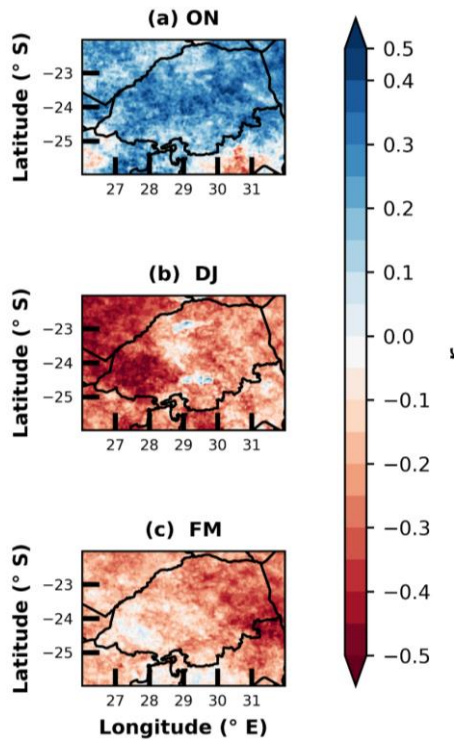 (a) ON
Latitude (° S)
−23
−24
−25
27 28 29 30 31
(b) DJ
Latitude (° S)
−23
−24
−25
27 28 29 30 31
(c) FM
Latitude (° S)
−23
−24
−25
27 28 29 30 31
Longitude (° E)
0.5
0.4
0.3
0.2
0.1
0.0
−0.1
−0.2
−0.3
−0.4
−0.5
r